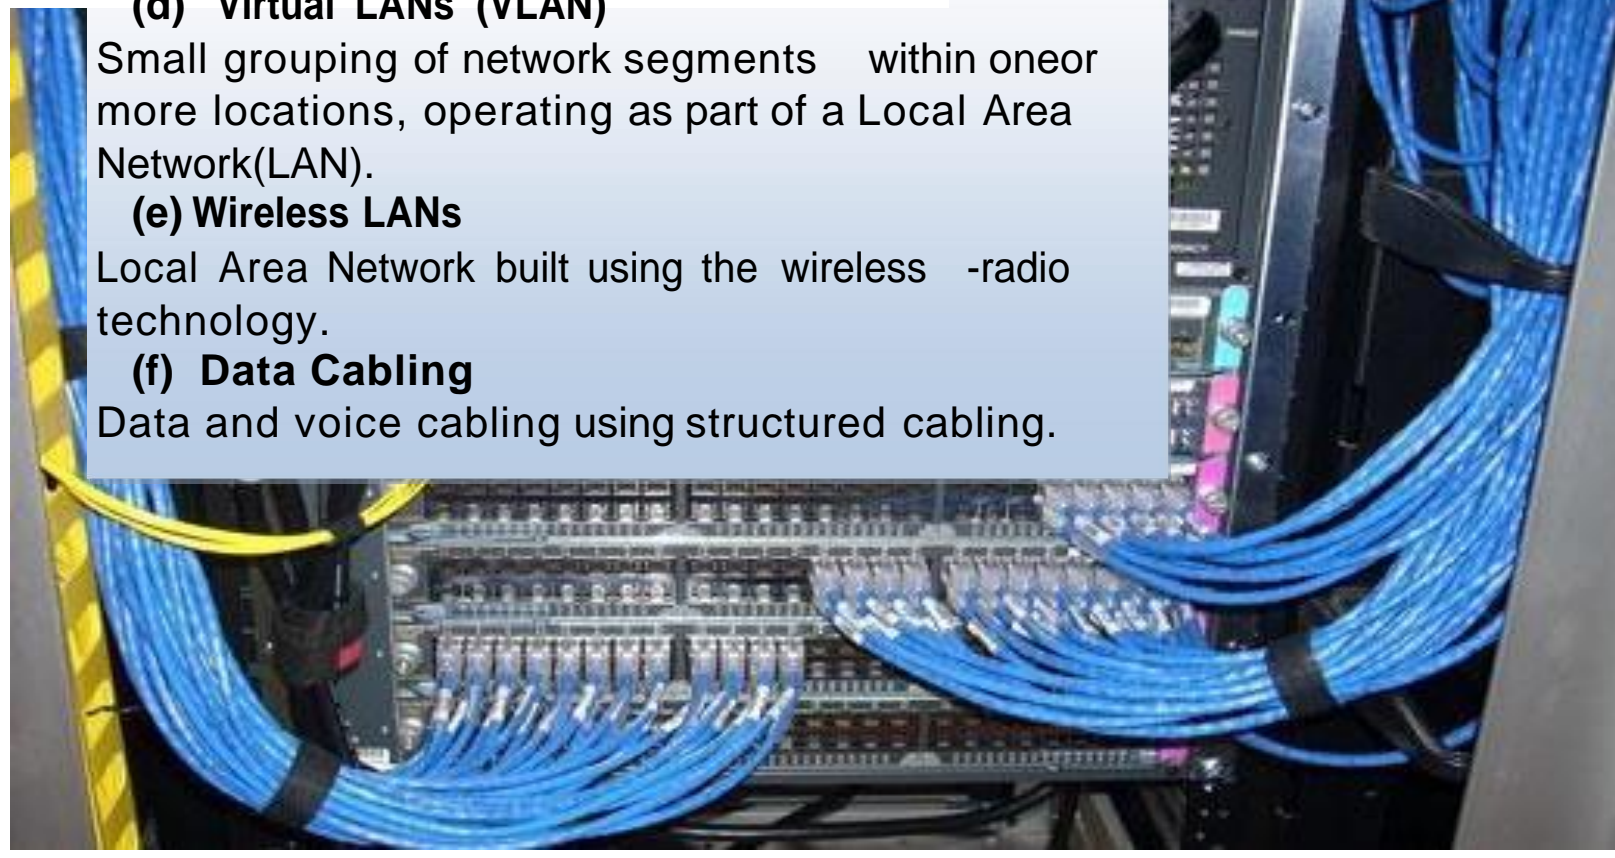 (d) Virtual LANs (VLAN)
Small grouping of network segments within oneor
more locations, operating as part of a Local Area
Network(LAN).
(e) Wireless LANs
Local Area Network built using the wireless -radio
technology.
(f) Data Cabling
Data and voice cabling using structured cabling.